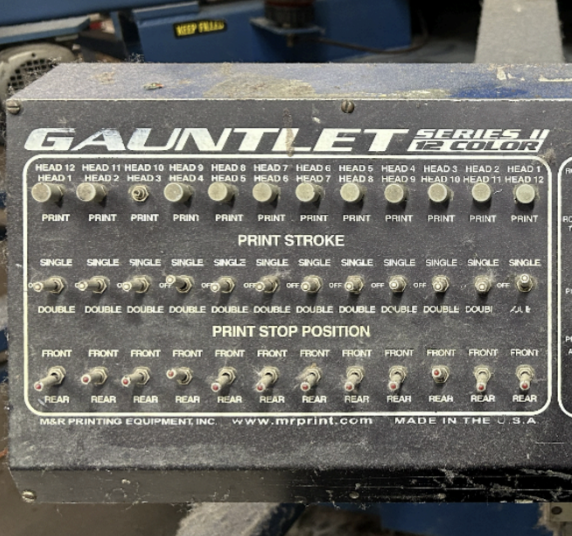 KEEP FILLED
GAUNTLET SERIES II
12 COLOR
HEAD 12 HEAD 11 HEAD 10 HEAD 9 HEAD 8 HEAD 7 HEAD 6 HEAD 5 HEAD 4 HEAD 3 HEAD 2 HEAD 1
HEAD 1 HEAD 2 HEAD 3 HEAD 4 HEAD 5 HEAD 6 HEAD 7 HEAD 8 HEAD 9 HEAD 10 HEAD 11 HEAD 12
PRINT PRINT PRINT PRINT PRINT PRINT PRINT PRINT PRINT PRINT PRINT PRINT
PRINT STROKE
SINGLE SINGLE SINGLE SINGLE SINGLE SINGLE SINGLE SINGLE SINGLE SINGLE SINGLE SINGLE
OFF OFF OFF OFF OFF OFF OFF OFF
DOUBLE DOUBLE DOUBLE DOUBLE DOUBLE DOUBLE DOUBLE DOUBLE DOUBLE DOUBLE
PRINT STOP POSITION
FRONT FRONT FRONT FRONT FRONT FRONT FRONT FRONT FRONT FRONT FRONT FRONT
REAR REAR REAR REAR REAR REAR REAR REAR REAR REAR REAR REAR
M&R PRINTING EQUIPMENT, INC. www.mrprint.com MADE IN THE U.S.A.